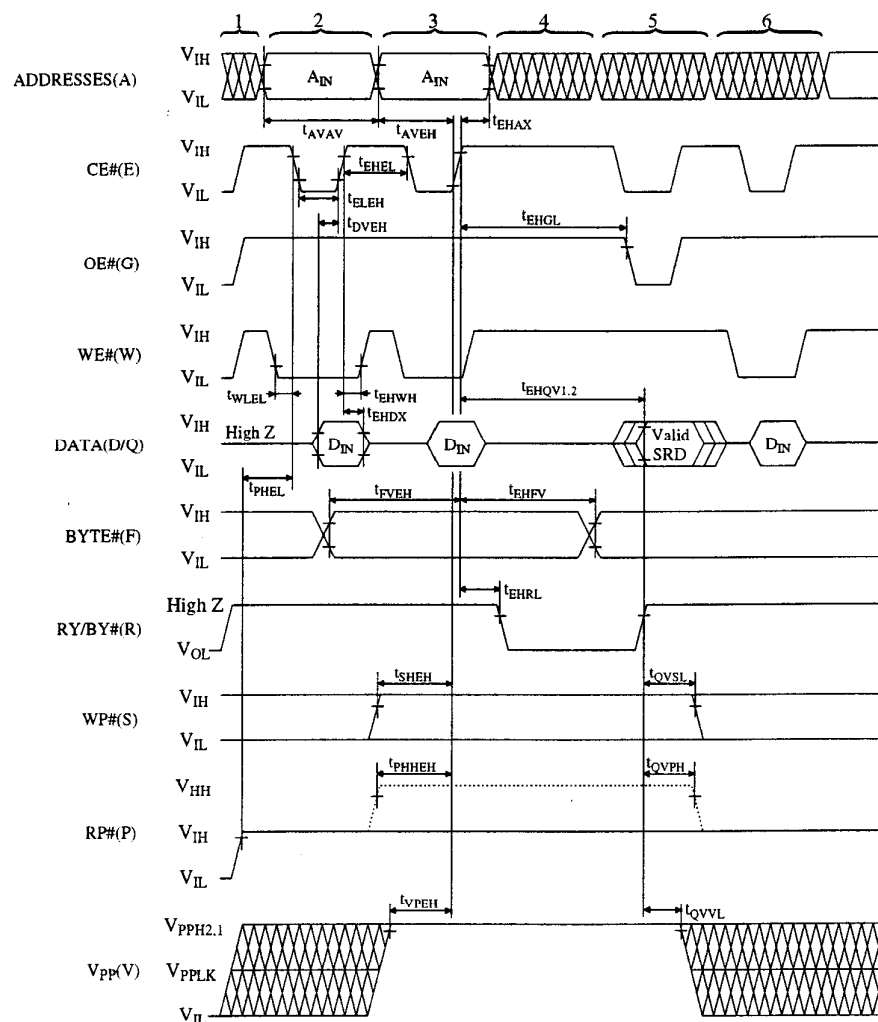 1 2 3 4 5 6
ADDRESSES(A)
VIH
VIL
AIN AIN
tAVAV tAVEH tEHAX
CE#(E)
VIH
VIL
tEHEL
tELEH
tDVEH
tEHGL
OE#(G)
VIH
VIL
WE#(W)
VIH
VIL
tWLEL tEHWH
tEHDX
tEHQV1.2
DATA(D/Q)
VIH
High Z
VIL
DIN DIN Valid SRD DIN
tPHEL
tFVEH tEHFV
BYTE#(F)
VIH
VIL
tEHRL
RY/BY#(R)
High Z
VOL
tSHEH tQVSL
WP#(S)
VIH
VIL
tPHHEH tQVPH
RP#(P)
VHH
VIH
VIL
tVPEH tQVVL
VPP(V)
VPPH2,1
VPPLK
VIL